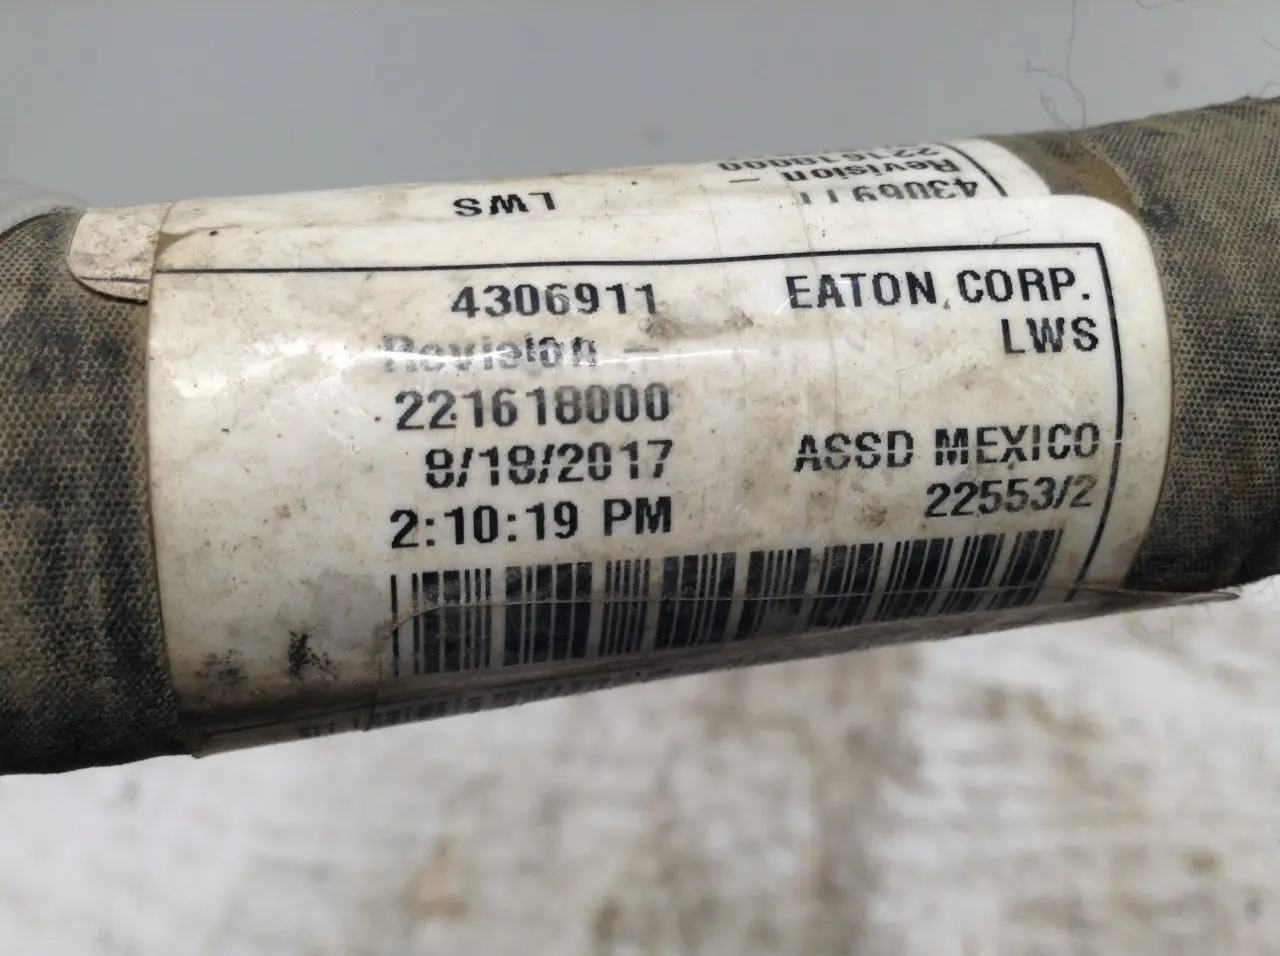 4306911
Revision -
221618000
LWS
4306911
Revision -
221618000
8/18/2017
2:10:19 PM
EATON CORP.
LWS
ASSD MEXICO
22553/2